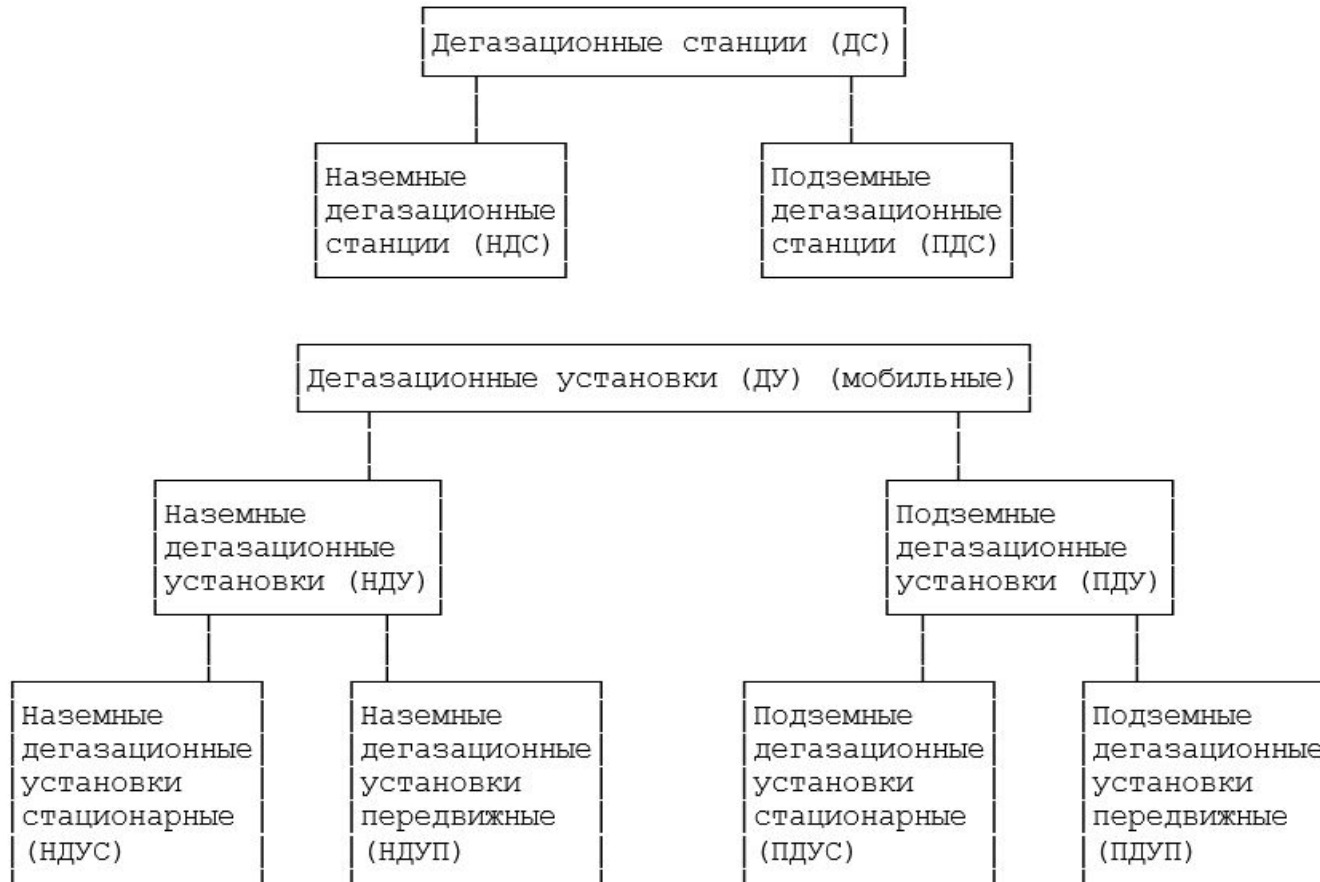 Дегазационные станции (ДС)
Наземные
дегазационные
станции (НДС)
Подземные
дегазационные
станции (ПДС)
Дегазационные установки (ДУ) (мобильные)
Наземные
дегазационные
установки (НДУ)
Подземные
дегазационные
установки (ПДУ)
Наземные
дегазационные
установки
стационарные
(НДУС)
Наземные
дегазационные
установки
передвижные
(НДУП)
Подземные
дегазационные
установки
стационарные
(ПДУС)
Подземные
дегазационные
установки
передвижные
(ПДУП)